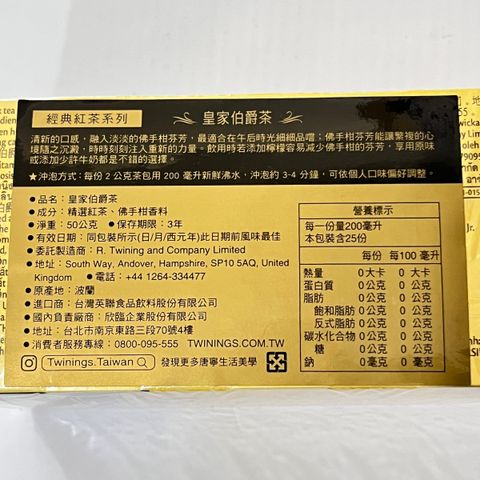 經典紅茶系列
皇家伯爵茶
清新的口感，融入淡淡的佛手柑芬芳，最適合在午后時光細細品嚐；佛手柑芬芳能讓繁複的心
境隨之沉澱，時時刻刻注入重新的力量。飲用時若添加檸檬容易減少佛手柑的芬芳，享用原味
或添加少許牛奶都是不錯的選擇。
★沖泡方式：每份 2 公克茶包用 200 毫升新鮮沸水，沖泡約 3-4 分鐘，可依個人口味偏好調整。
●品名：皇家伯爵茶
●成分：精選紅茶、佛手柑香料
●淨重：50公克 ●保存期限：3年
●有效日期：同包裝所示(日/月/西元年)此日期前風味最佳
●委託製造商：R. Twining and Company Limited
●地址：South Way, Andover, Hampshire, SP10 5AQ, United
Kingdom ●電話：+44 1264-334477
●原產地：波蘭
●進口商：台灣英聯食品飲料股份有限公司
●國內負責廠商：欣臨企業股份有限公司
●地址：台北市南京東路三段70號4樓
●消費者服務專線：0800-095-555 TWININGS.COM.TW
Twinings.Taiwan 發現更多唐寧生活美學
營養標示
每一份量200毫升
本包裝含25份
每份 每100 毫升
熱量 0 大卡 0 大卡
蛋白質 0 公克 0 公克
脂肪 0 公克 0 公克
飽和脂肪 0 公克 0 公克
反式脂肪 0 公克 0 公克
碳水化合物 0 公克 0 公克
糖 0 公克 0 公克
鈉 0 毫克 0 毫克